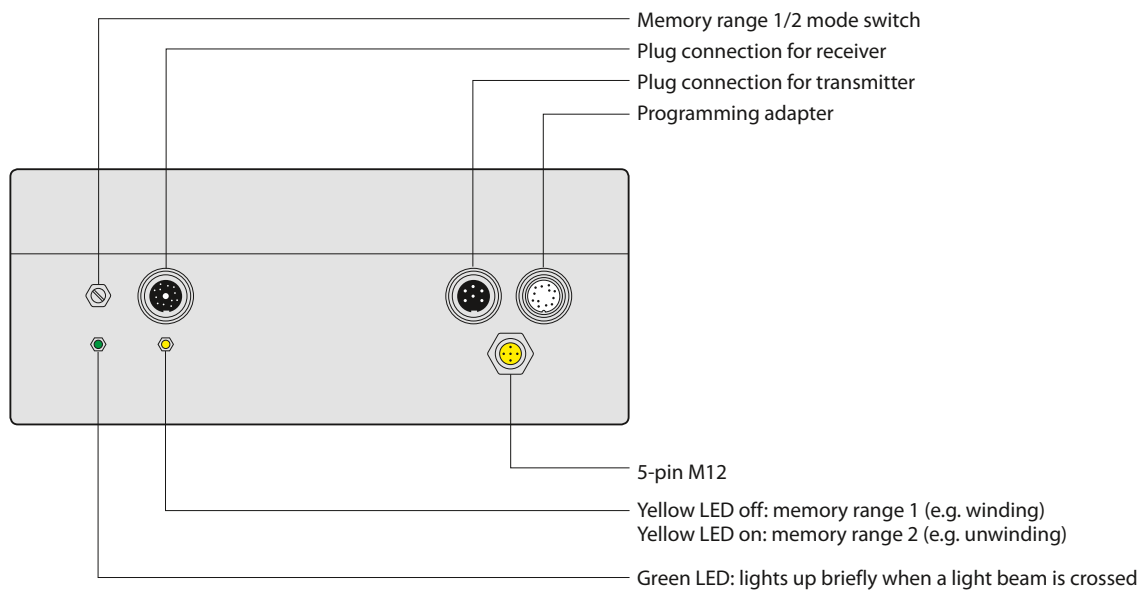 Memory range 1/2 mode switch
Plug connection for receiver
Plug connection for transmitter
Programming adapter
5-pin M12
Yellow LED off: memory range 1 (e.g. winding)
Yellow LED on: memory range 2 (e.g. unwinding)
Green LED: lights up briefly when a light beam is crossed